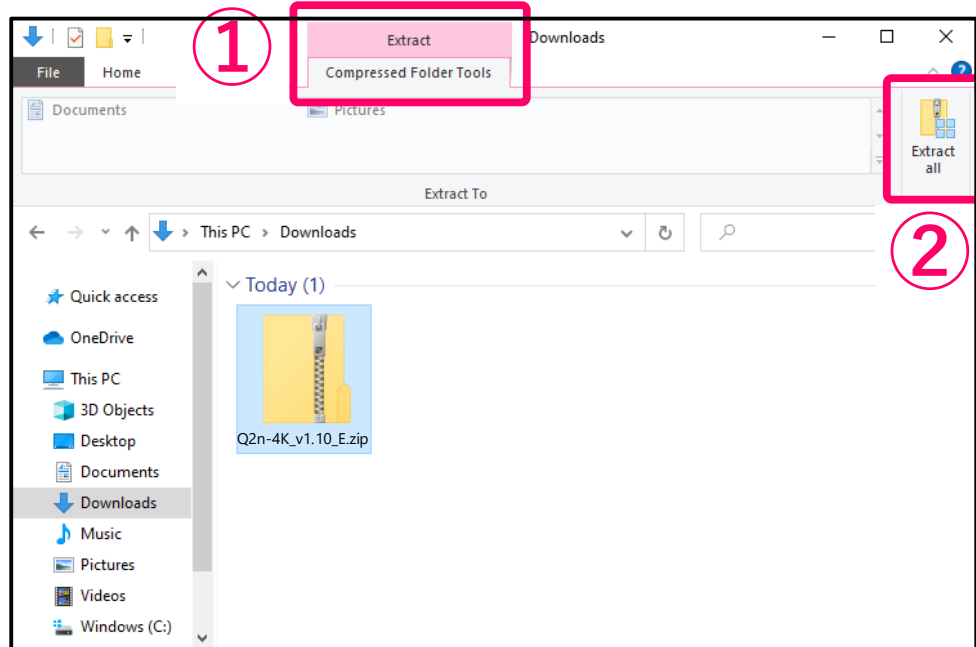 ①
Extract
Downloads
File
Home
Compressed Folder Tools
?
Documents
Pictures
Extract
all
Extract To
②
This PC > Downloads
Today (1)
Quick access
OneDrive
This PC
3D Objects
Desktop
Documents
Downloads
Music
Pictures
Videos
Windows (C:)
Q2n-4K_v1.10_E.zip